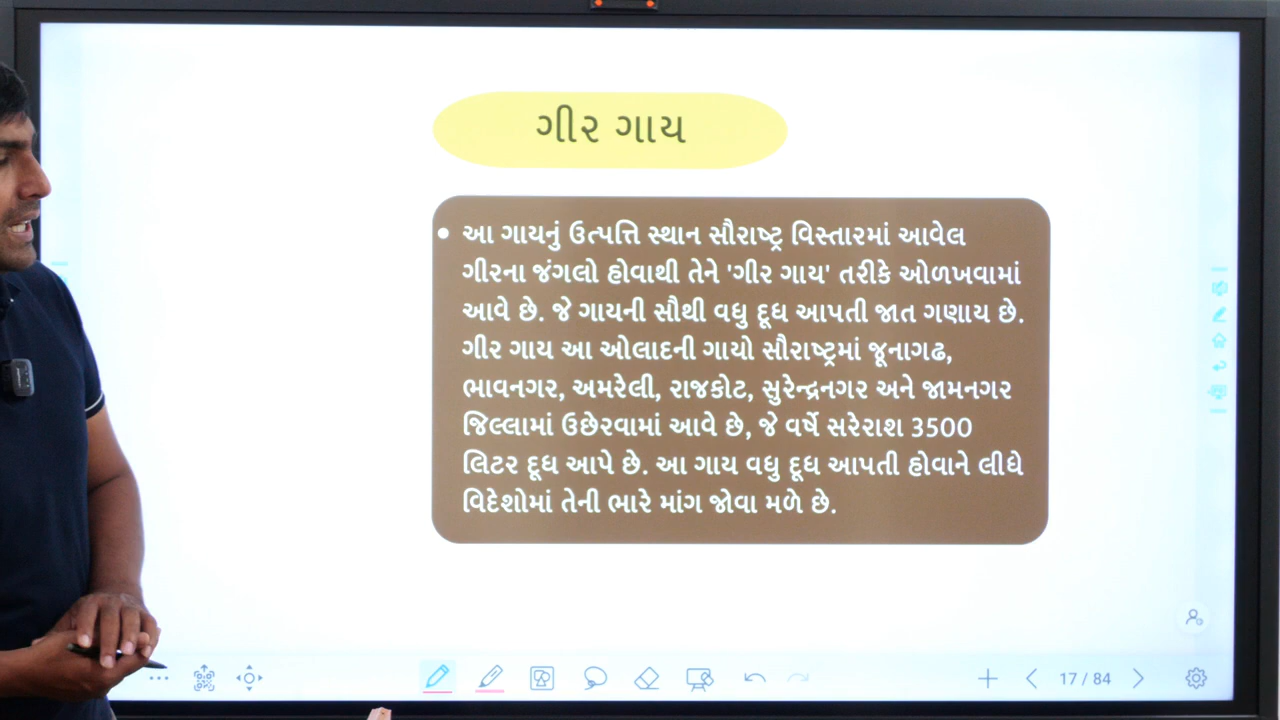 ગીર ગાય
• આ ગાયનું ઉત્પત્તિ સ્થાન સૌરાષ્ટ્ર વિસ્તારમાં આવેલ
ગીરના જંગલો હોવાથી તેને 'ગીર ગાય' તરીકે ઓળખવામાં
આવે છે. જે ગાયની સૌથી વધુ દૂધ આપતી જાત ગણાય છે.
ગીર ગાય આ ઓલાદની ગાયો સૌરાષ્ટ્રમાં જૂનાગઢ,
ભાવનગર, અમરેલી, રાજકોટ, સુરેન્દ્રનગર અને જામનગર
જિલ્લામાં ઉછેરવામાં આવે છે, જે વર્ષે સરેરાશ 3500
લિટર દૂધ આપે છે. આ ગાય વધુ દૂધ આપતી હોવાને લીધે
વિદેશોમાં તેની ભારે માંગ જોવા મળે છે.
17 / 84